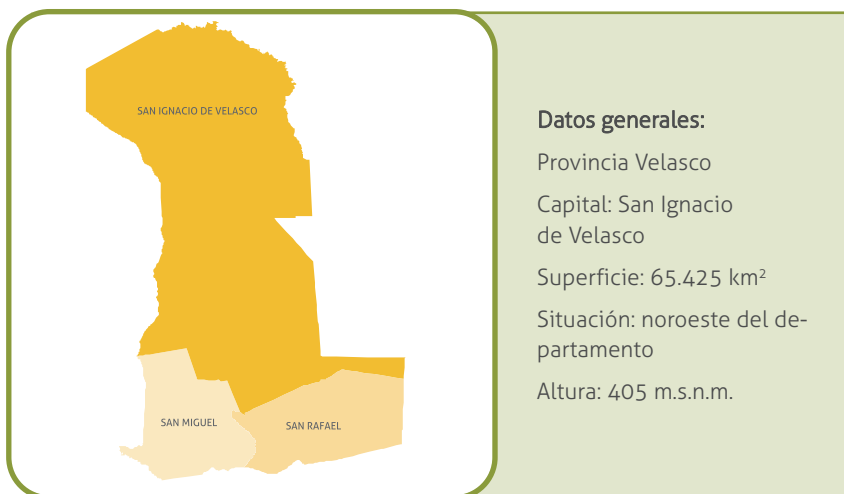 SAN IGNACIO DE VELASCO
SAN MIGUEL
SAN RAFAEL
Datos generales:
Provincia Velasco
Capital: San Ignacio
de Velasco
Superficie: 65.425 km²
Situación: noroeste del de-
partamento
Altura: 405 m.s.n.m.